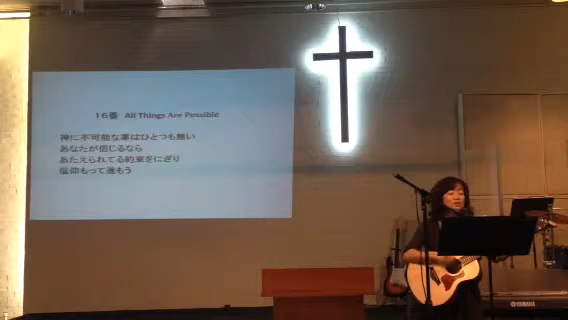 16番 All Things Are Possible
神に不可能な事はひとつも無い
あなたが信じるなら
あたえられてる約束をにぎり
信仰もって進もう
YAMAHA